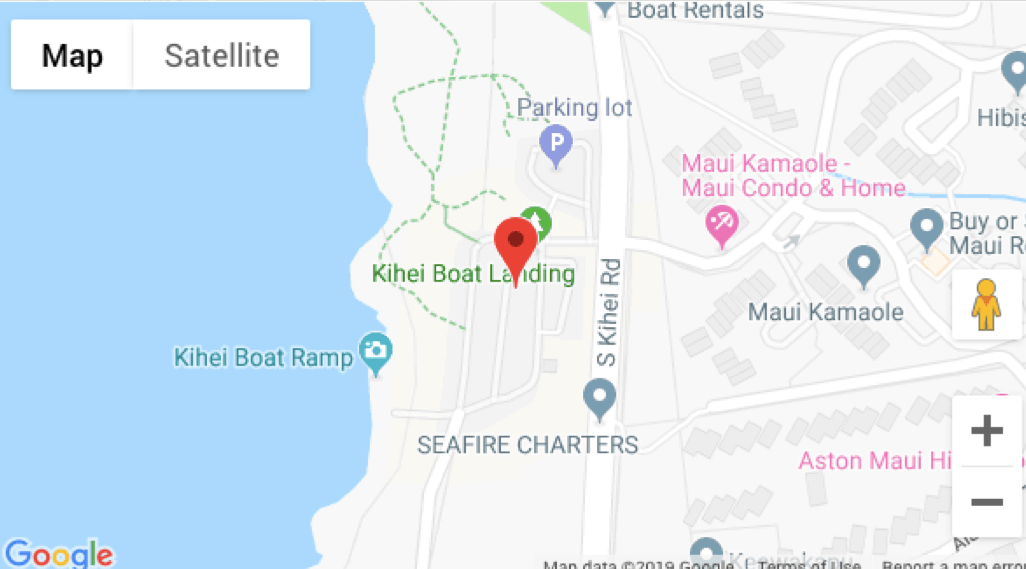 Boat Rentals
Map
Satellite
Parking lot
P
Hibis
Maui Kamaole -
Maui Condo & Home
Buy or
Maui R
Kihei Boat Landing
S Kihei Rd
Maui Kamaole
Kihei Boat Ramp
SEAFIRE CHARTERS
Aston Maui Hi
Google
Map data ©2019 Google
Terms of Use
Report a map error